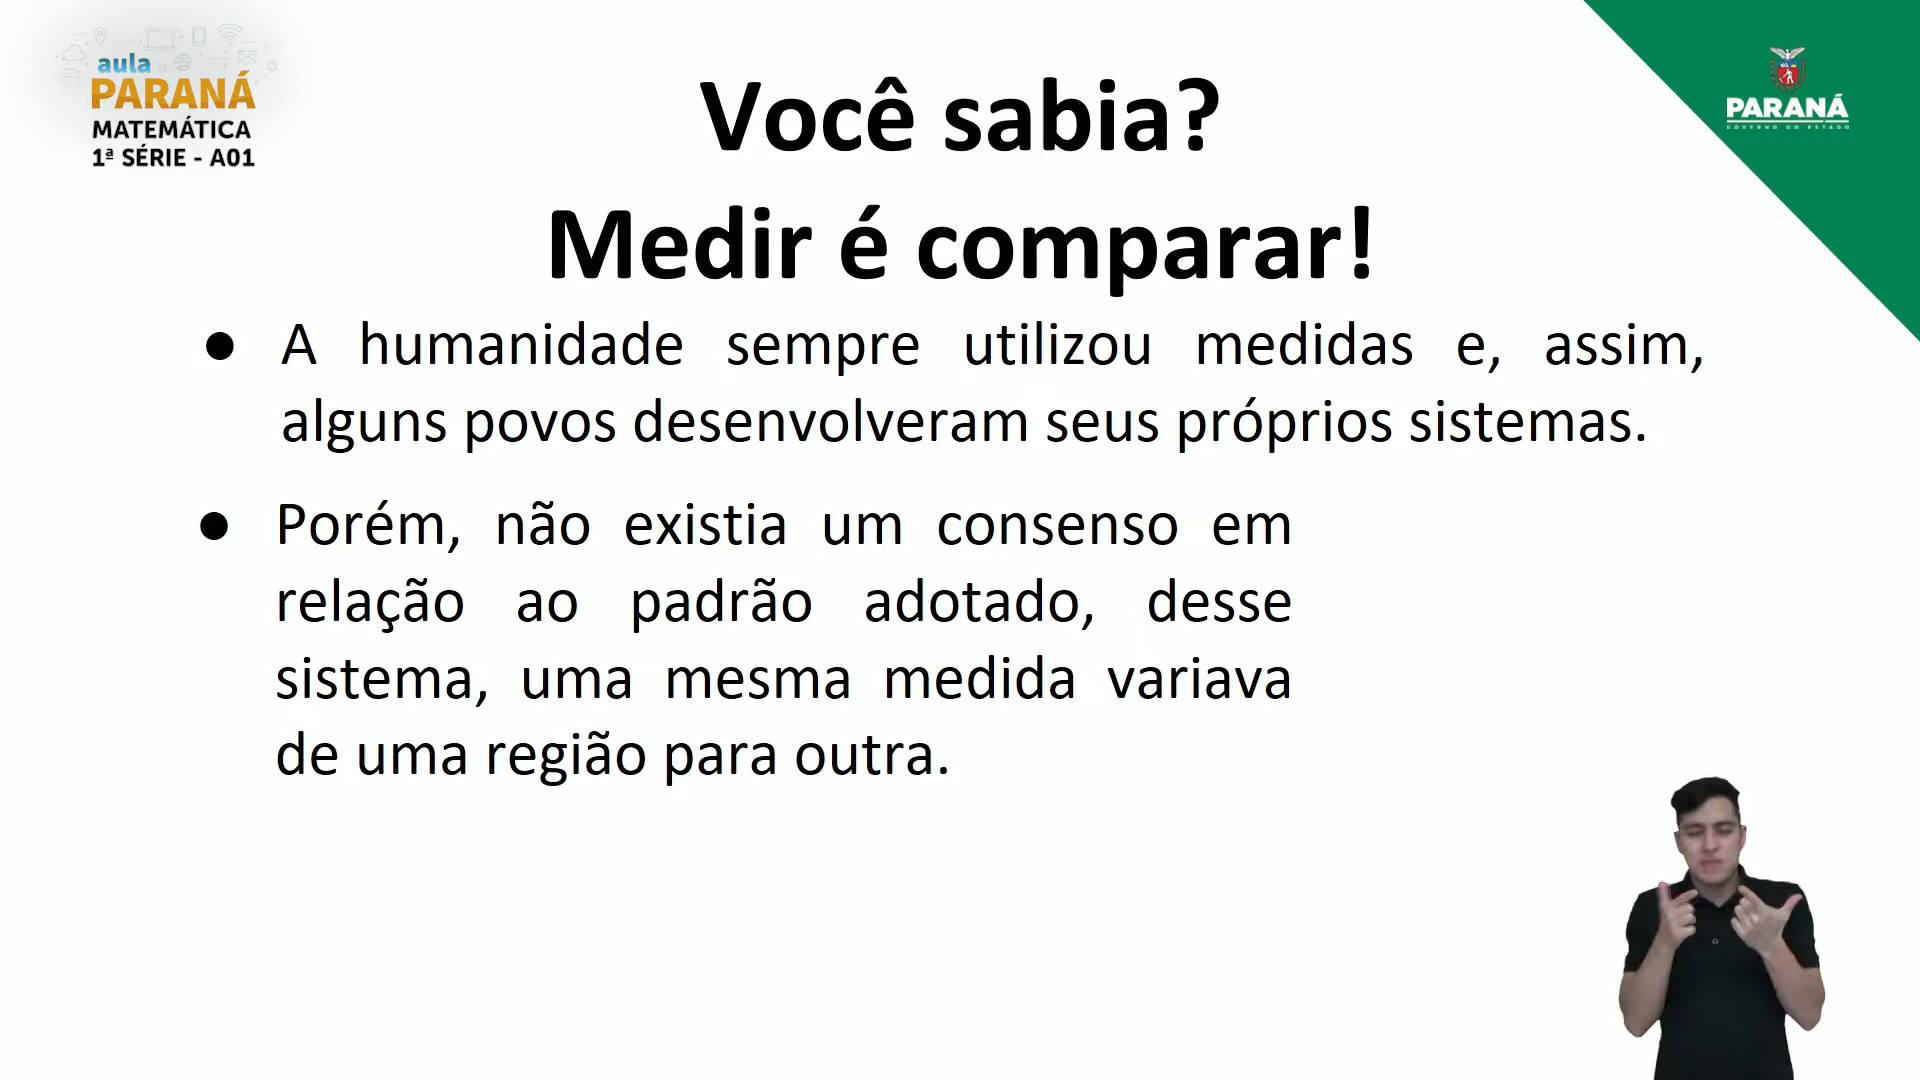 aula
PARANÁ
MATEMÁTICA
1ª SÉRIE - A01
PARANÁ
GOVERNO DO ESTADO
Você sabia?
Medir é comparar!
● A humanidade sempre utilizou medidas e, assim,
alguns povos desenvolveram seus próprios sistemas.
● Porém, não existia um consenso em
relação ao padrão adotado, desse
sistema, uma mesma medida variava
de uma região para outra.